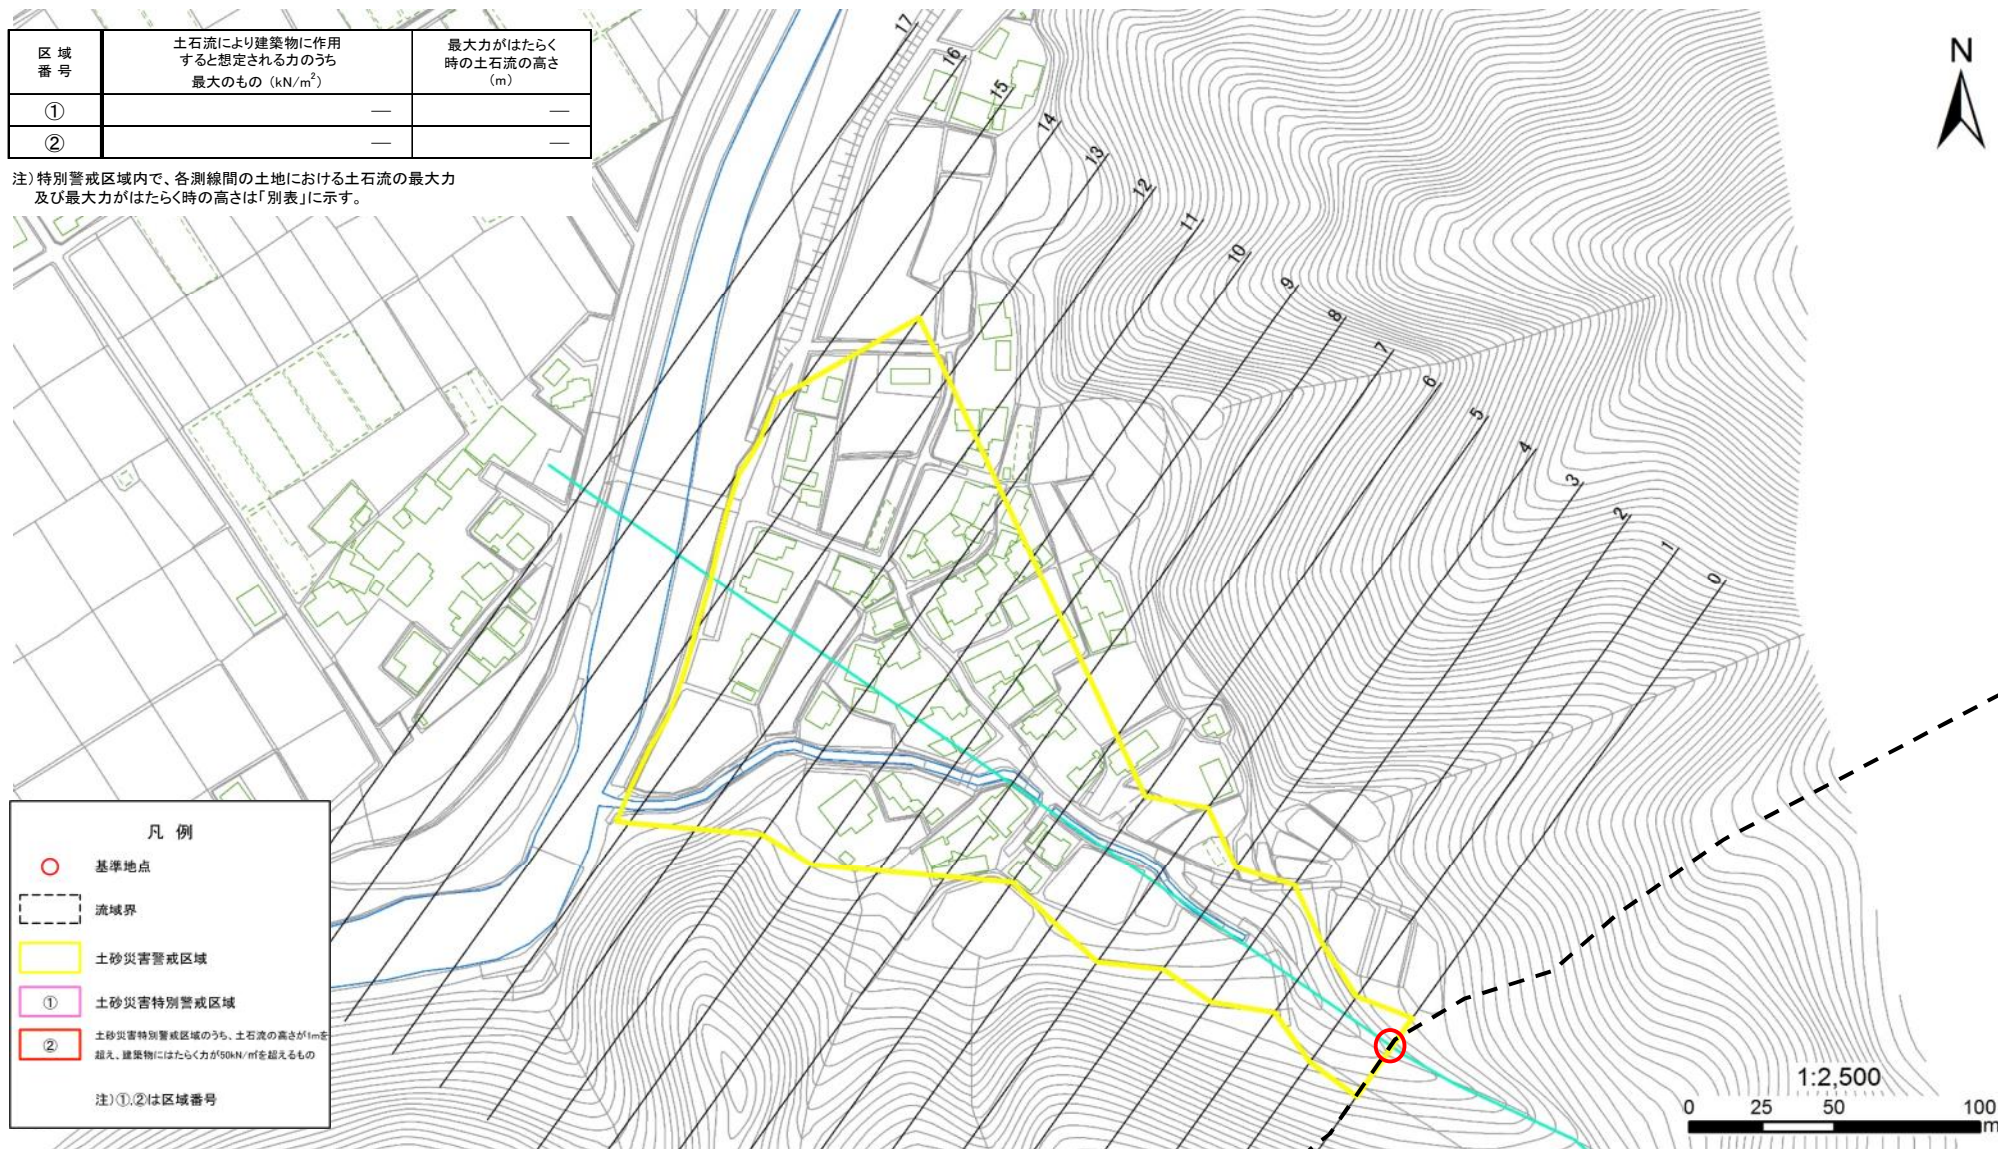 区 域
番 号
土石流により建築物に作用
すると想定される力のうち
最大のもの (kN/m²)
最大力がはたらく
時の土石流の高さ
(m)
① — —
② — —
注)特別警戒区域内で、各測線間の土地における土石流の最大力
及び最大力がはたらく時の高さは「別表」に示す。
N
17
16
15
14
13
12
11
10
9
8
7
6
5
4
3
2
1
0
凡 例
基準地点
流域界
土砂災害警戒区域
① 土砂災害特別警戒区域
② 土砂災害特別警戒区域のうち、土石流の高さが1mを
超え、建築物にはたらく力が50kN/㎡を超えるもの
注)①,②は区域番号
1:2,500
0 25 50 100
m